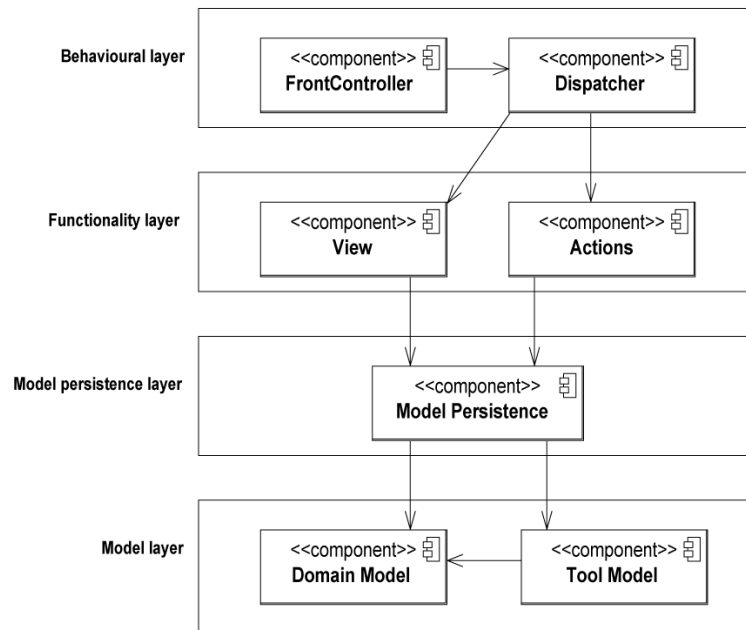 Behavioural layer
<<component>>
FrontController
<<component>>
Dispatcher
Functionality layer
<<component>>
View
<<component>>
Actions
Model persistence layer
<<component>>
Model Persistence
Model layer
<<component>>
Domain Model
<<component>>
Tool Model